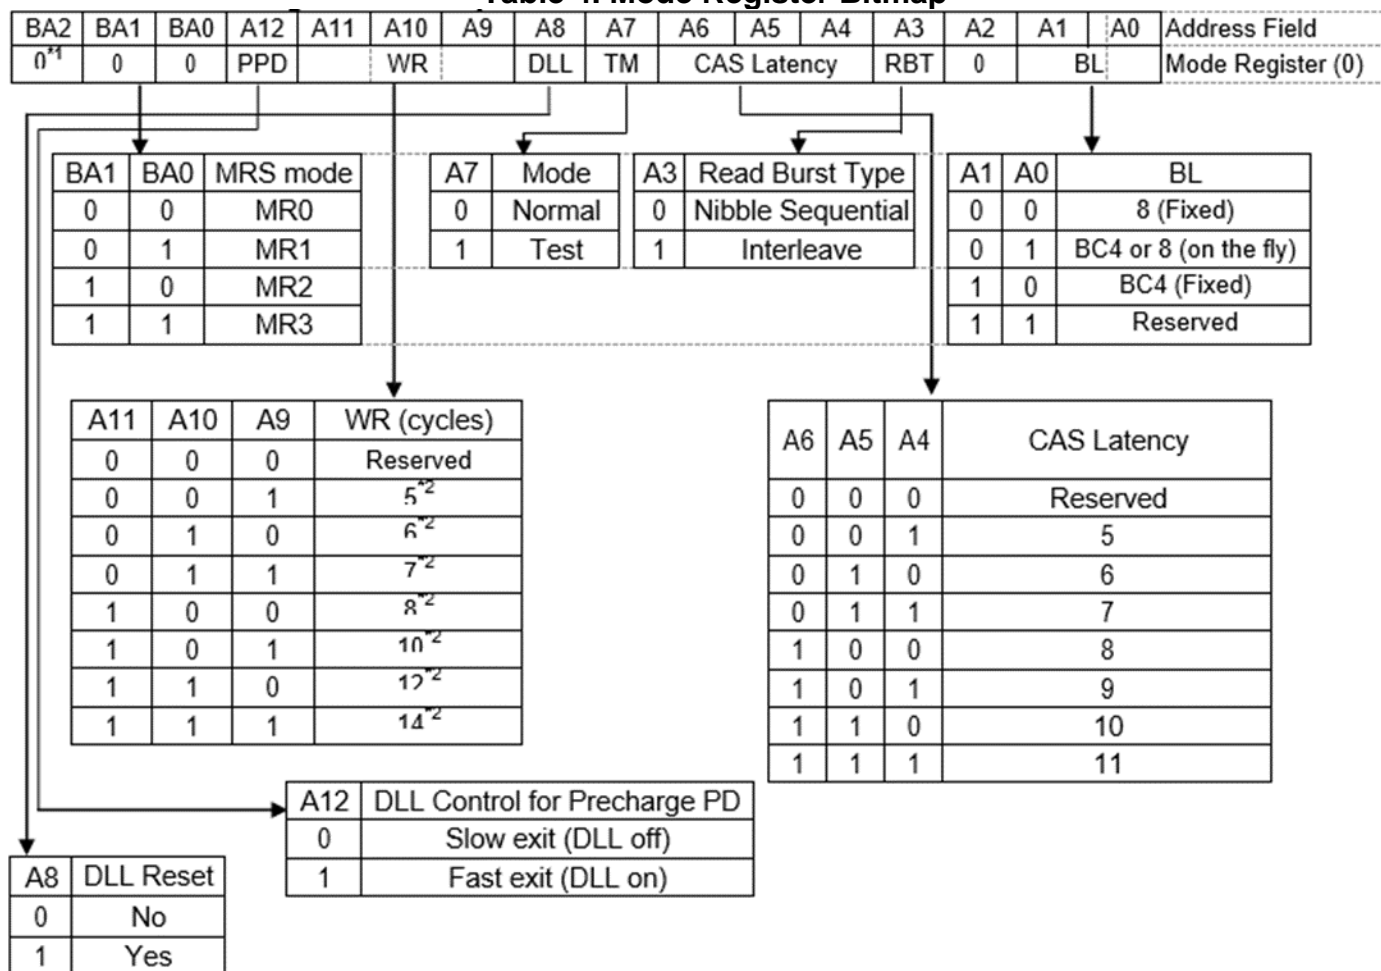 Table 4. Mode Register Bitmap
BA2 BA1 BA0 A12 A11 A10 A9 A8 A7 A6 A5 A4 A3 A2 A1 A0 Address Field
0*1 0 0 PPD WR DLL TM CAS Latency RBT 0 BL Mode Register (0)
BA1 BA0 MRS mode
0 0 MR0
0 1 MR1
1 0 MR2
1 1 MR3
A7 Mode
0 Normal
1 Test
A3 Read Burst Type
0 Nibble Sequential
1 Interleave
A1 A0 BL
0 0 8 (Fixed)
0 1 BC4 or 8 (on the fly)
1 0 BC4 (Fixed)
1 1 Reserved
A11 A10 A9 WR (cycles)
0 0 0 Reserved
0 0 1 5*2
0 1 0 6*2
0 1 1 7*2
1 0 0 8*2
1 0 1 10*2
1 1 0 12*2
1 1 1 14*2
A6 A5 A4 CAS Latency
0 0 0 Reserved
0 0 1 5
0 1 0 6
0 1 1 7
1 0 0 8
1 0 1 9
1 1 0 10
1 1 1 11
A12 DLL Control for Precharge PD
0 Slow exit (DLL off)
1 Fast exit (DLL on)
A8 DLL Reset
0 No
1 Yes